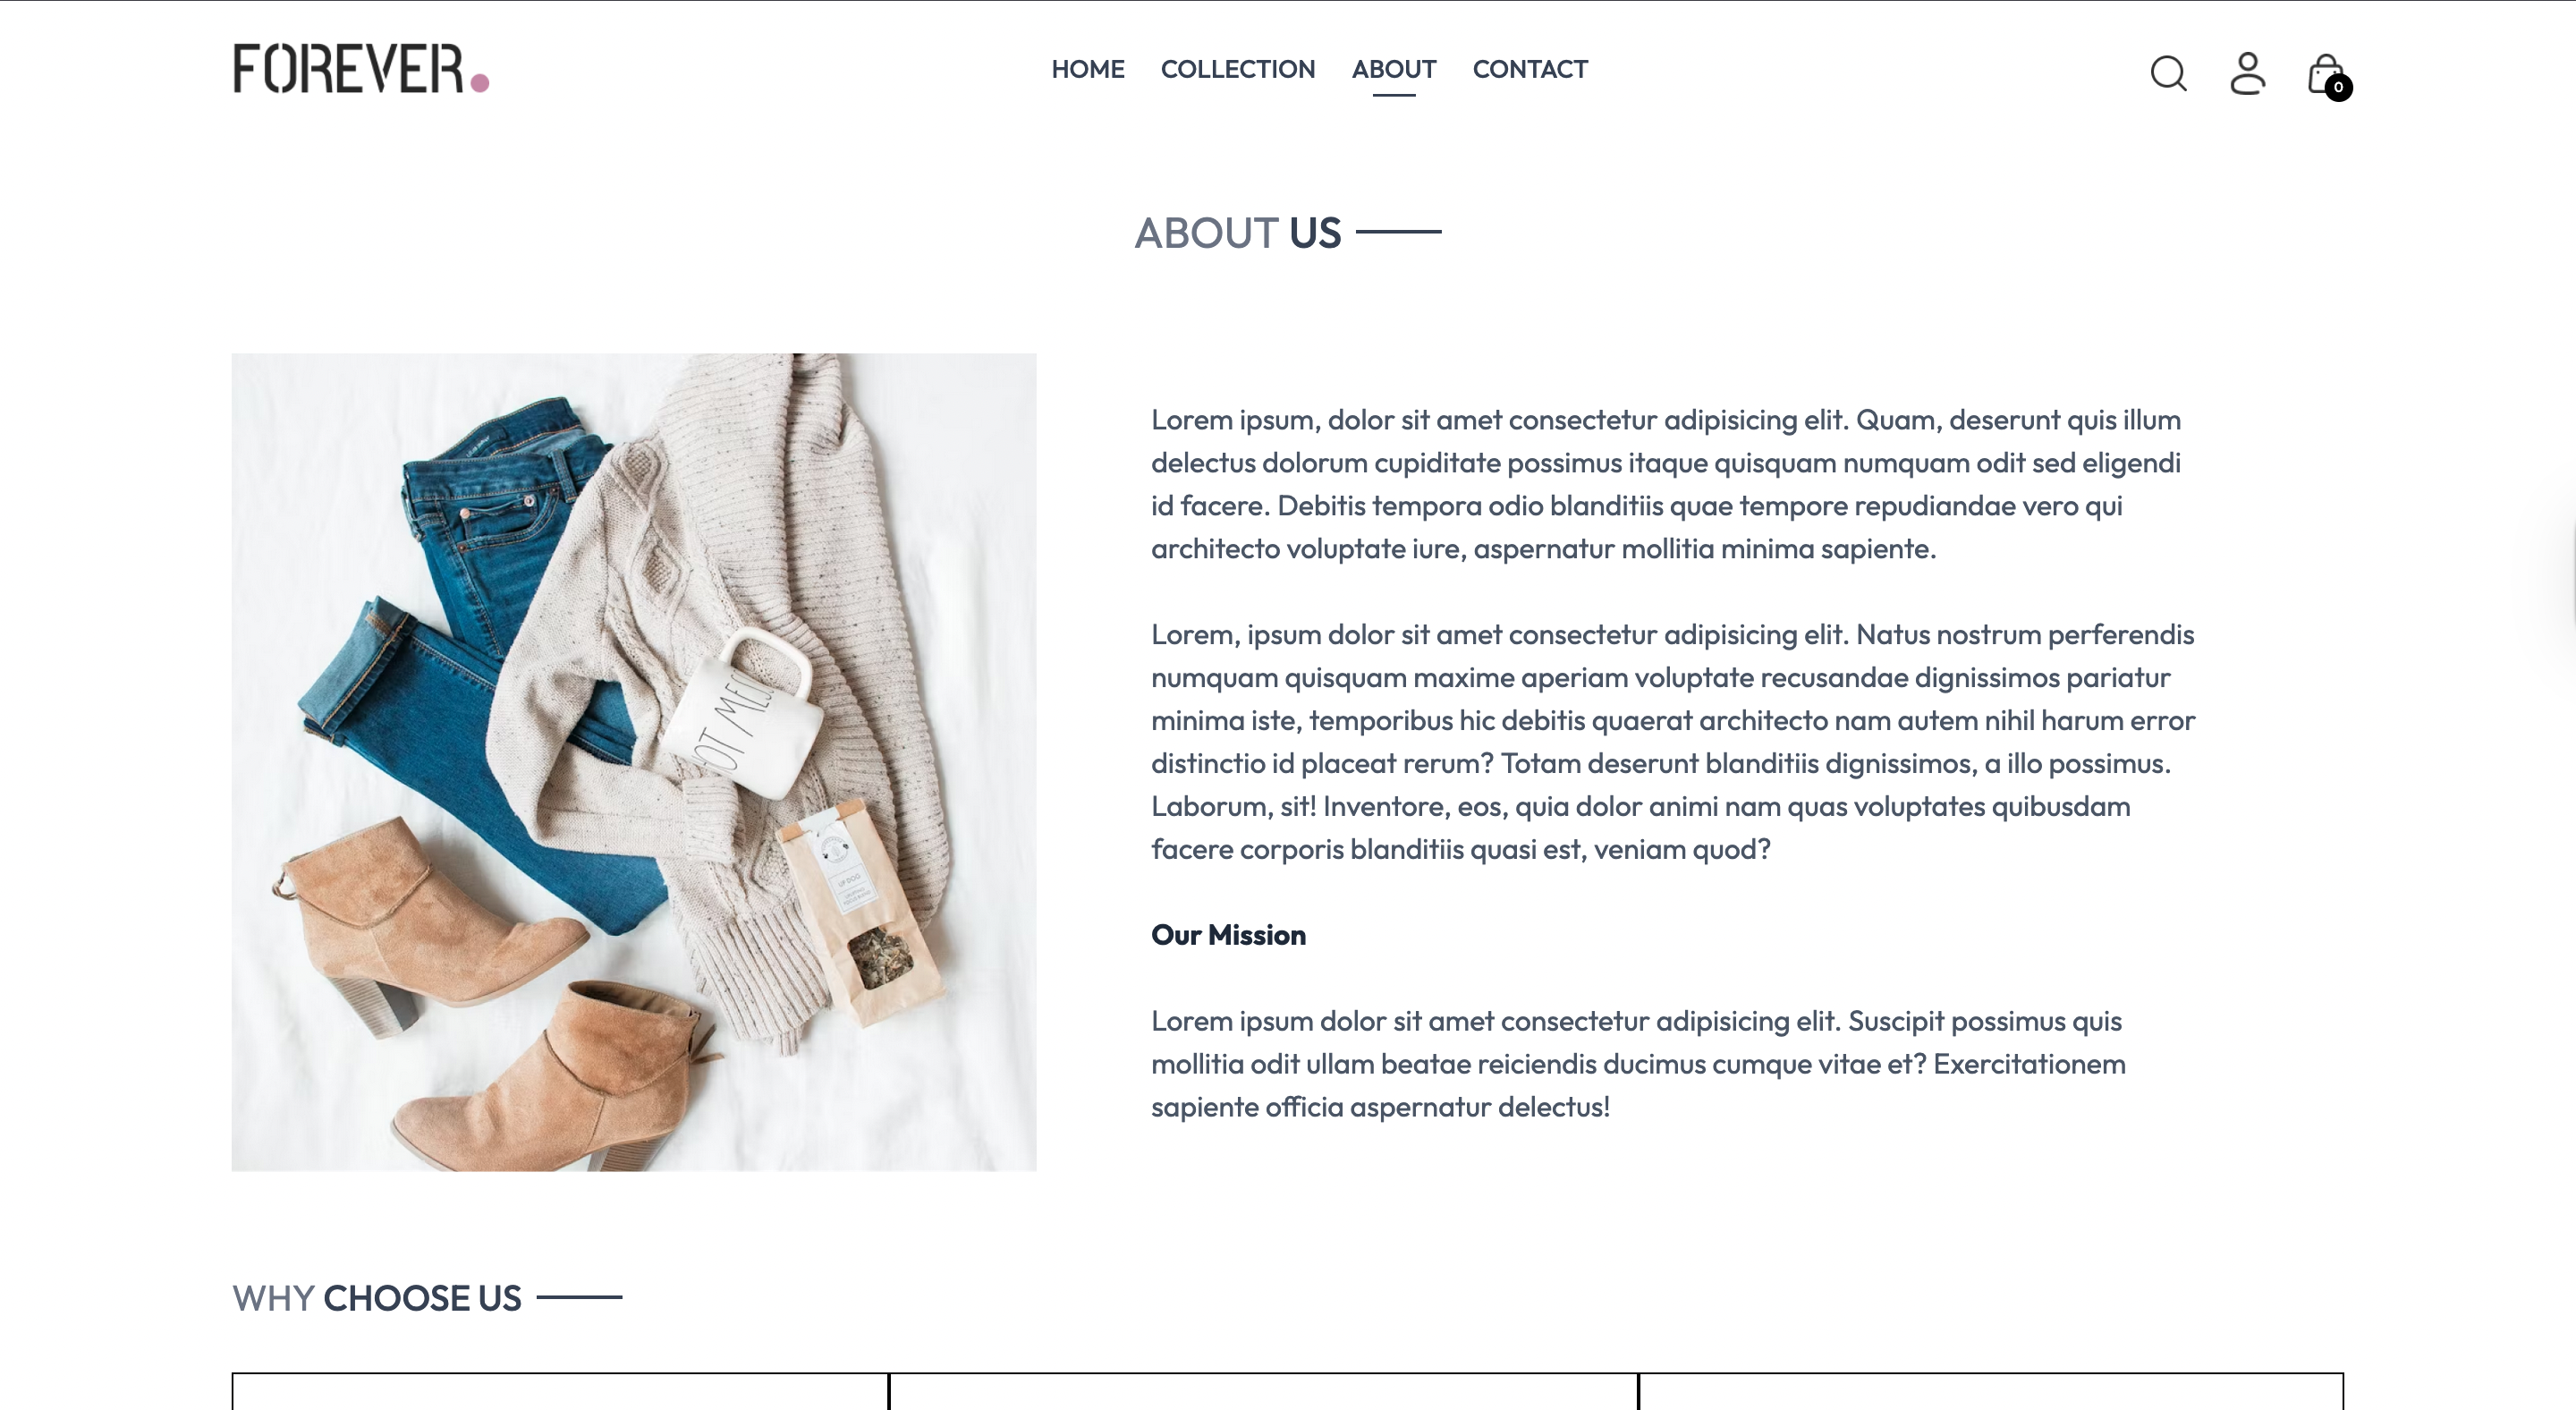 FOREVER.
HOME COLLECTION ABOUT CONTACT
0
ABOUT US
Lorem ipsum, dolor sit amet consectetur adipisicing elit. Quam, deserunt quis illum
delectus dolorum cupiditate possimus itaque quisquam numquam odit sed eligendi
id facere. Debitis tempora odio blanditiis quae tempore repudiandae vero qui
architecto voluptate iure, aspernatur mollitia minima sapiente.
Lorem, ipsum dolor sit amet consectetur adipisicing elit. Natus nostrum perferendis
numquam quisquam maxime aperiam voluptate recusandae dignissimos pariatur
minima iste, temporibus hic debitis quaerat architecto nam autem nihil harum error
distinctio id placeat rerum? Totam deserunt blanditiis dignissimos, a illo possimus.
Laborum, sit! Inventore, eos, quia dolor animi nam quas voluptates quibusdam
facere corporis blanditiis quasi est, veniam quod?
Our Mission
Lorem ipsum dolor sit amet consectetur adipisicing elit. Suscipit possimus quis
mollitia odit ullam beatae reiciendis ducimus cumque vitae et? Exercitationem
sapiente officia aspernatur delectus!
HOT MESS
UP DOG
WHY CHOOSE US